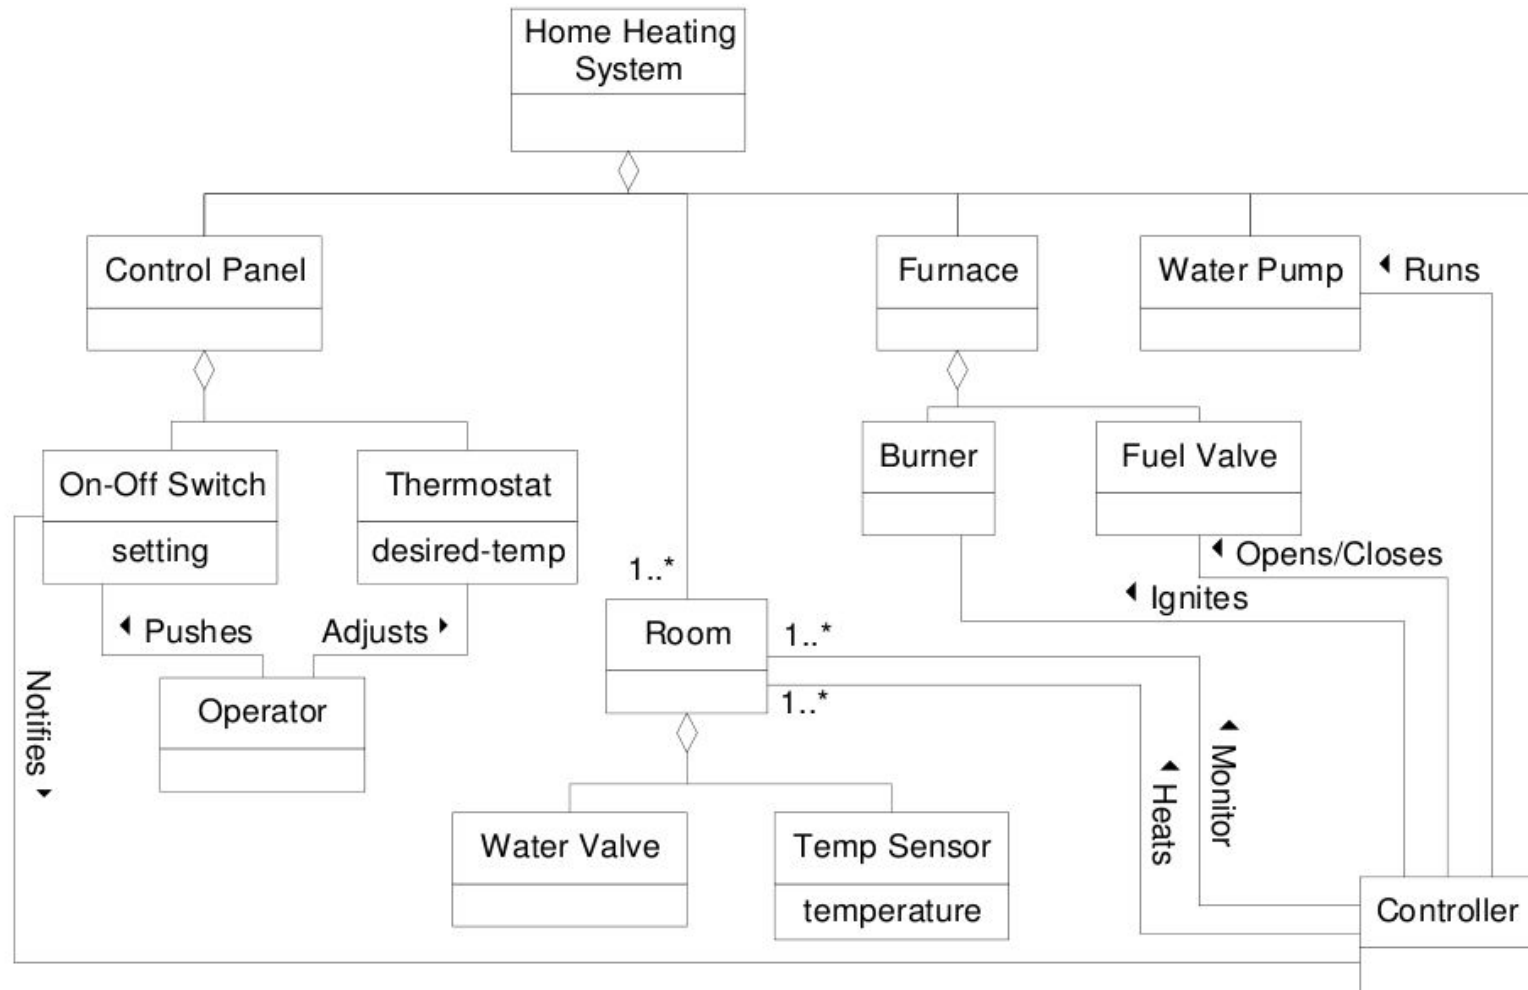 Home Heating
System
Control Panel
Furnace
Water Pump
◄ Runs
On-Off Switch
setting
Thermostat
desired-temp
Burner
Fuel Valve
◄ Opens/Closes
◄ Ignites
1..*
◄ Pushes
Adjusts ►
Room
1..*
1..*
Operator
Notifies ►
◄ Monitor
◄ Heats
Water Valve
Temp Sensor
temperature
Controller